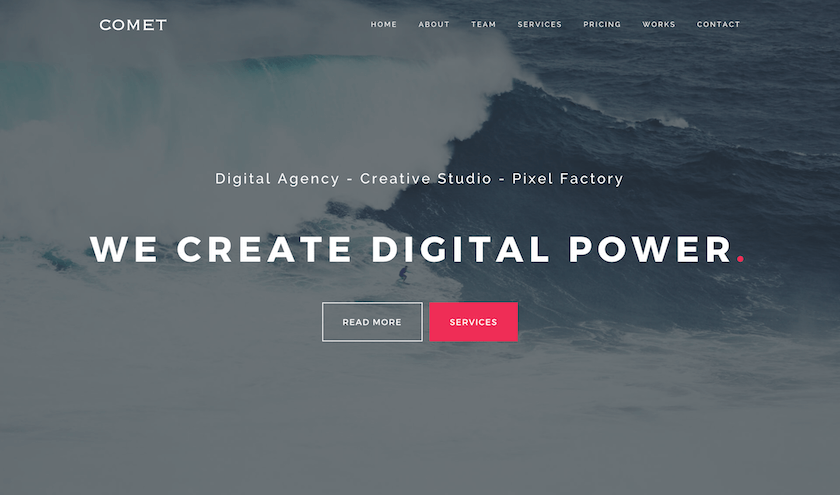 COMET
HOME ABOUT TEAM SERVICES PRICING WORKS CONTACT
Digital Agency - Creative Studio - Pixel Factory
WE CREATE DIGITAL POWER.
READ MORE
SERVICES